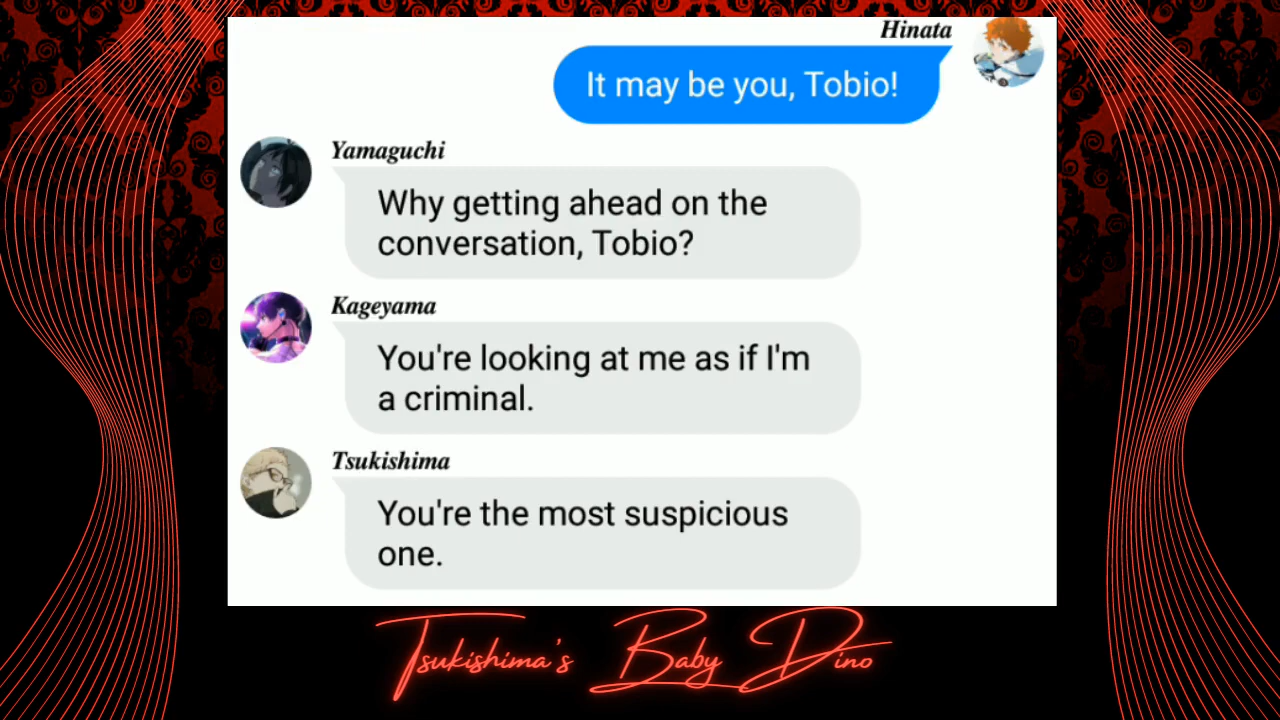 Hinata
It may be you, Tobio!
Yamaguchi
Why getting ahead on the
conversation, Tobio?
Kageyama
You're looking at me as if I'm
a criminal.
Tsukishima
You're the most suspicious
one.
Tsukishima's Baby Dino